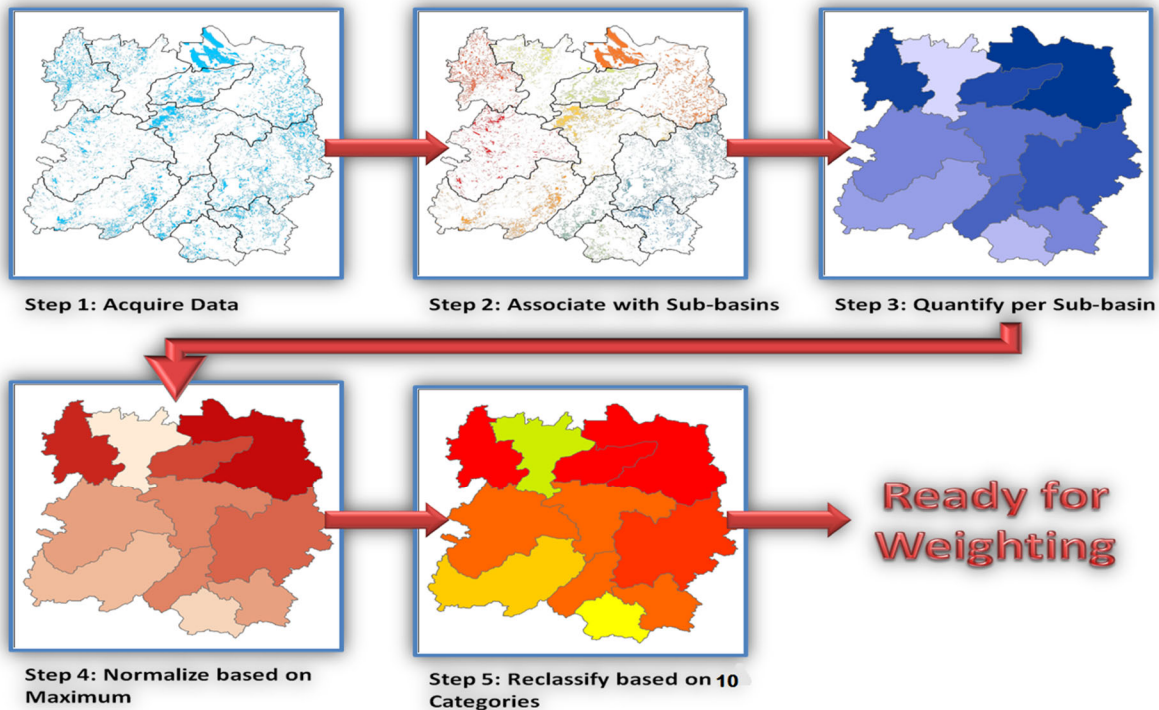 Step 1: Acquire Data
Step 2: Associate with Sub-basins
Step 3: Quantify per Sub-basin
Step 4: Normalize based on
Maximum
Step 5: Reclassify based on 10
Categories
Ready for
Weighting